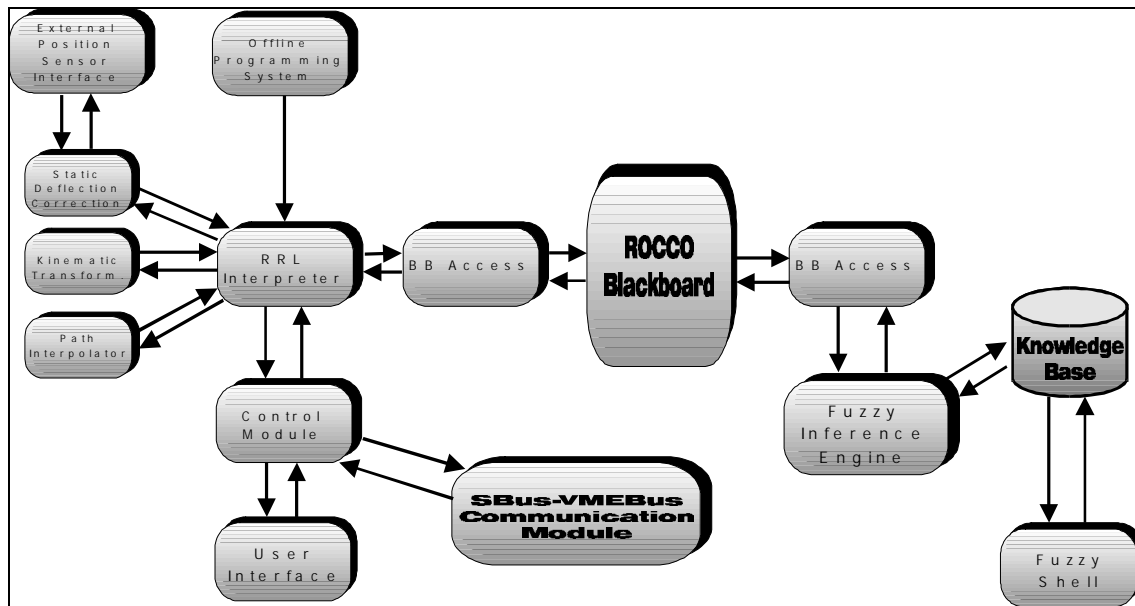 External
Position
Sensor
Interface
Offline
Programming
System
Static
Deflection
Correction
Kinematic
Transform.
Path
Interpolator
RRL
Interpreter
BB Access
ROCCO
Blackboard
BB Access
Knowledge
Base
Control
Module
Fuzzy
Inference
Engine
SBus-VMEBus
Communication
Module
User
Interface
Fuzzy
Shell